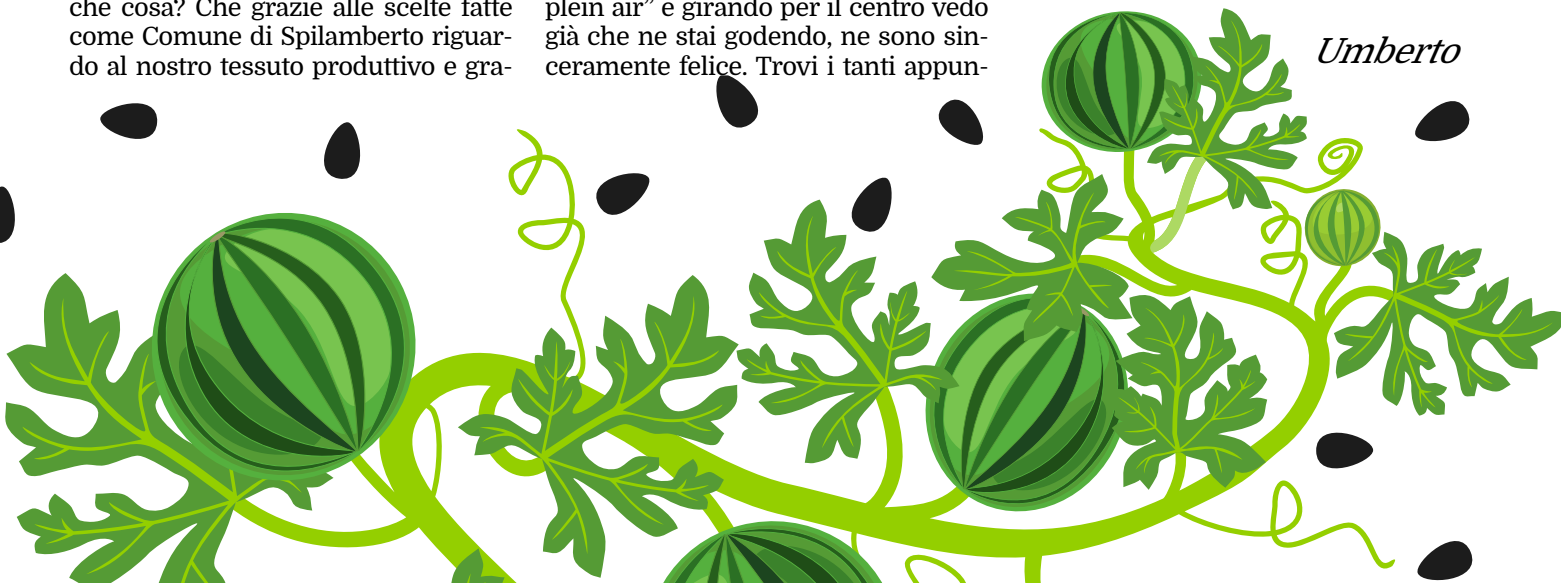 che cosa? Che grazie alle scelte fatte
come Comune di Spilamberto riguar-
do al nostro tessuto produttivo e gra-
plein air” e girando per il centro vedo
già che ne stai godendo, ne sono sin-
ceramente felice. Trovi i tanti appun-
Umberto